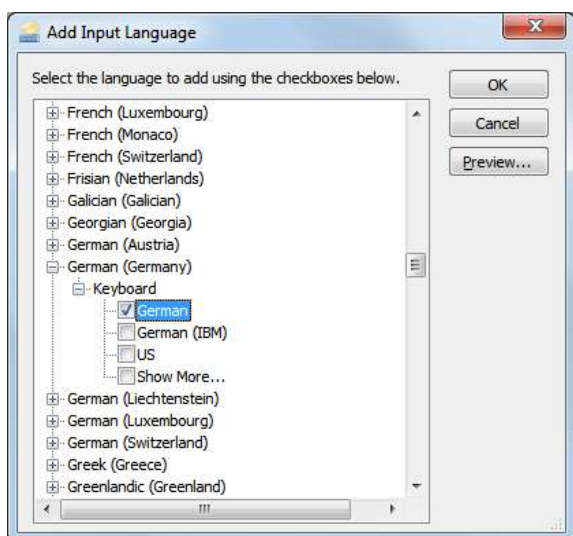 Add Input Language
Select the language to add using the checkboxes below.
OK
Cancel
Preview...
French (Luxembourg)
French (Monaco)
French (Switzerland)
Frisian (Netherlands)
Galician (Galician)
Georgian (Georgia)
German (Austria)
German (Germany)
Keyboard
German
German (IBM)
US
Show More...
German (Liechtenstein)
German (Luxembourg)
German (Switzerland)
Greek (Greece)
Greenlandic (Greenland)